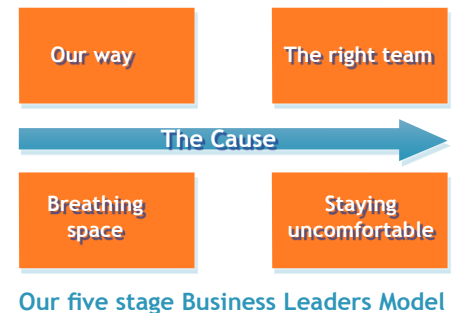 Our way
The right team
The Cause
Breathing
space
Staying
uncomfortable
Our five stage Business Leaders Model